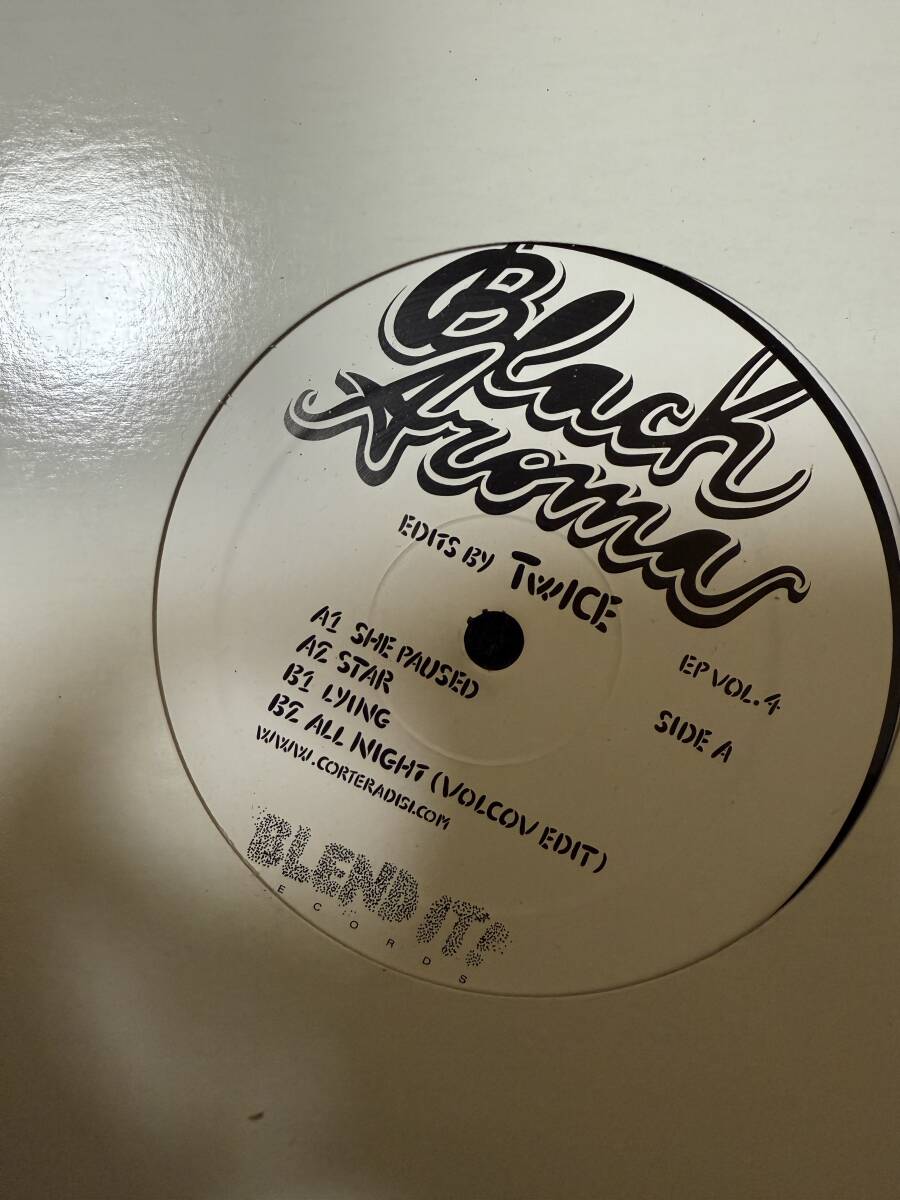 Black
Aroma
EDITS BY TWICE
EP VOL. 4
SIDE A
A1 SHE PAUSED
A2 STAR
B1 LYING
B2 ALL NIGHT (VOLCOV EDIT)
WWW.CORTERADISI.COM
BLEND IT!
ECORDS